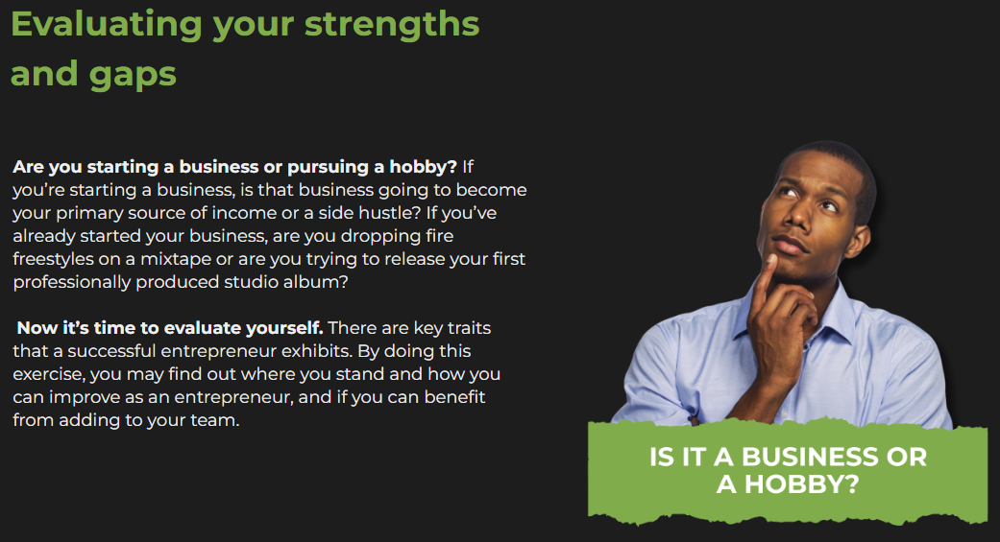 Evaluating your strengths
and gaps
Are you starting a business or pursuing a hobby? If
you’re starting a business, is that business going to become
your primary source of income or a side hustle? If you’ve
already started your business, are you dropping fire
freestyles on a mixtape or are you trying to release your first
professionally produced studio album?
Now it’s time to evaluate yourself. There are key traits
that a successful entrepreneur exhibits. By doing this
exercise, you may find out where you stand and how you
can improve as an entrepreneur, and if you can benefit
from adding to your team.
IS IT A BUSINESS OR
A HOBBY?